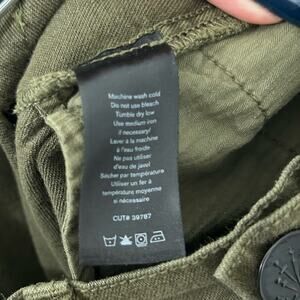 Machine wash cold
Do not use bleach
Tumble dry low
Use medium iron
if necessary/
Laver à la machine
à l'eau froide
Ne pas utiliser
d'eau de javel
Sécher par température
Utiliser un fer à
température moyenne
si nécessaire
CUT# 39787